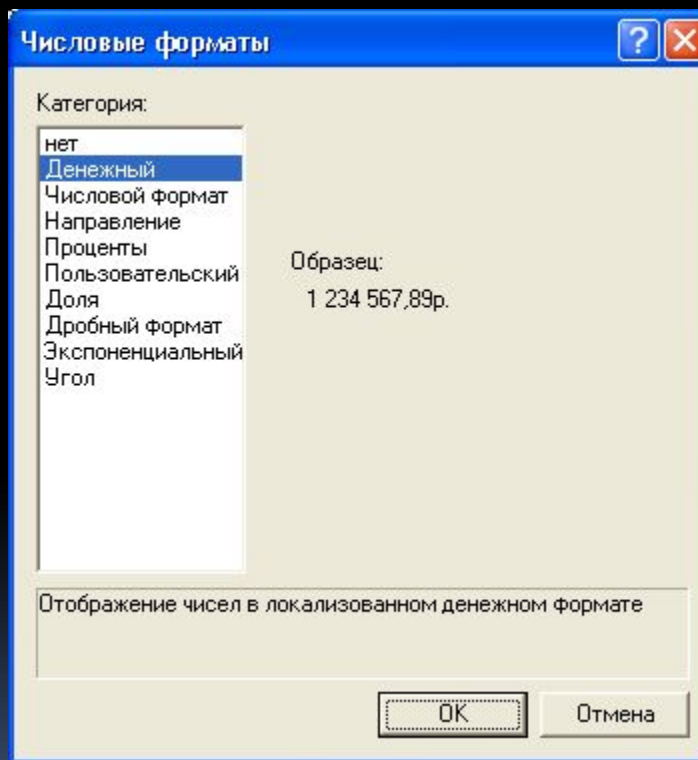 Числовые форматы
Категория:
нет
Денежный
Числовой формат
Направление
Проценты
Пользовательский
Доля
Дробный формат
Экспоненциальный
Угол
Образец:
1 234 567,89р.
Отображение чисел в локализованном денежном формате
OK
Отмена